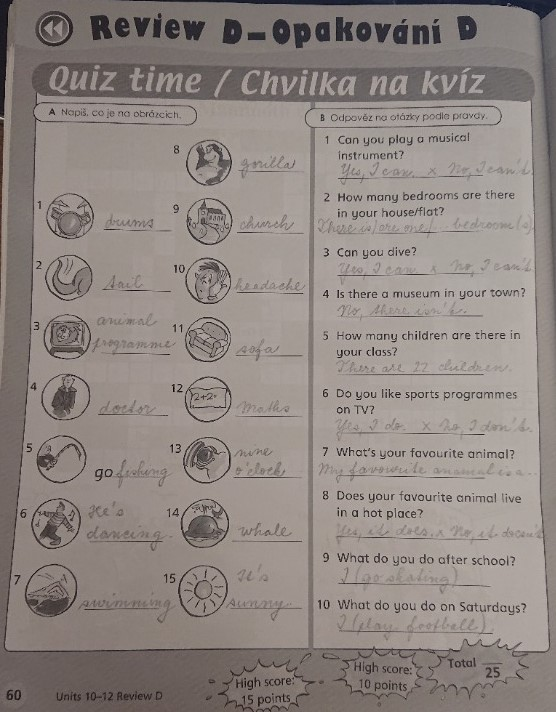 Review D – Opakování D
Quiz time / Chvilka na kvíz
A Napiš, co je na obrázcích.
1 drums
2 tail
3 animal
programme
4 doctor
5 go fishing
6 He's
dancing.
7 swimming
8 gorilla
9 church
10 headache
11 sofa
12 2+2= Maths
13 nine
o'clock
14 whale
15 It's
sunny
B Odpověz na otázky podle pravdy.
1 Can you play a musical
instrument?
Yes, I can x No, I can't.
2 How many bedrooms are there
in your house/flat?
There is/are one/... bedroom(s)
3 Can you dive?
Yes, I can x No, I can't.
4 Is there a museum in your town?
No, there isn't.
5 How many children are there in
your class?
There are 22 children.
6 Do you like sports programmes
on TV?
Yes, I do x No, I don't.
7 What's your favourite animal?
My favourite animal is a...
8 Does your favourite animal live
in a hot place?
Yes, it does x No, it doesn't
9 What do you do after school?
I (go skating)
10 What do you do on Saturdays?
I (play football).
High score:
15 points
High score:
10 points
Total 25
60 Units 10–12 Review D